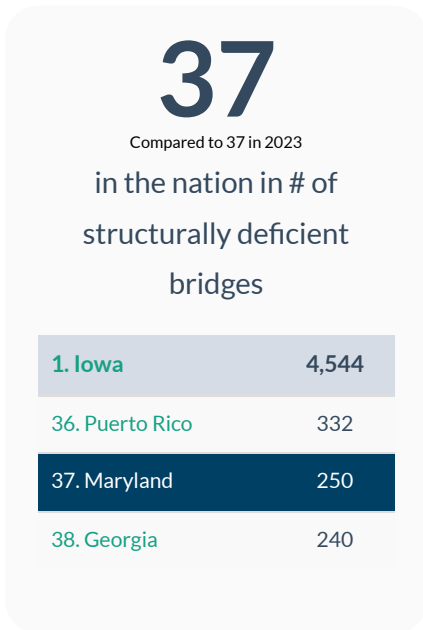 37
Compared to 37 in 2023
in the nation in # of
structurally deficient
bridges
1. Iowa 4,544
36. Puerto Rico 332
37. Maryland 250
38. Georgia 240